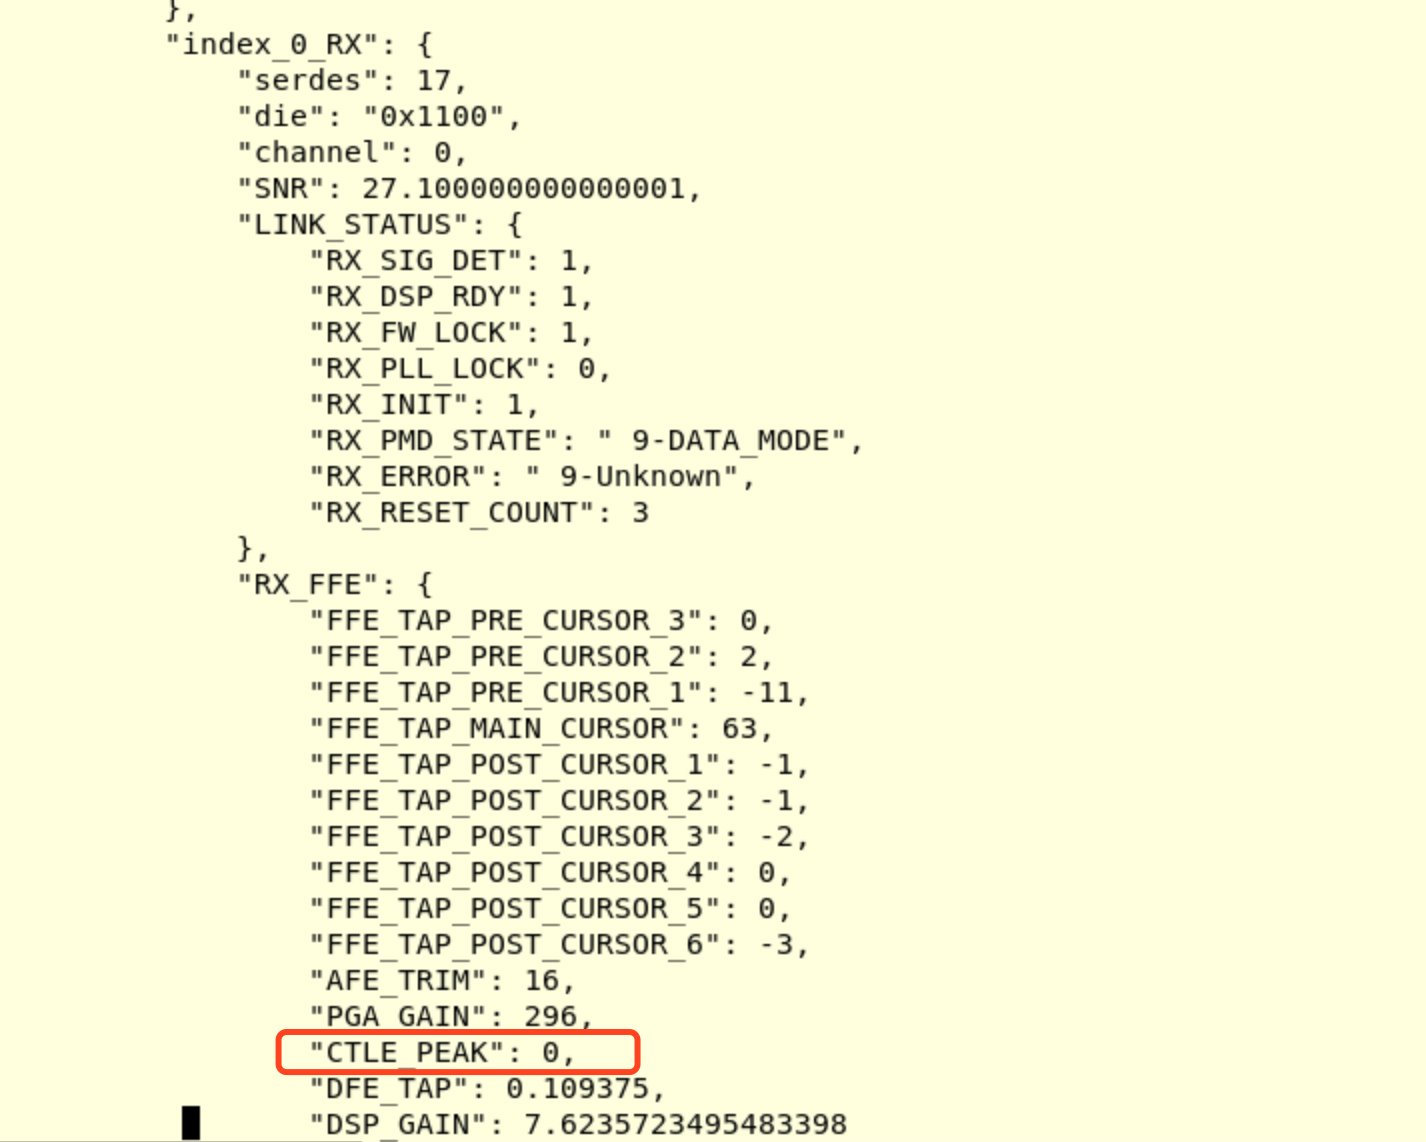 },
"index_0_RX": {
"serdes": 17,
"die": "0x1100",
"channel": 0,
"SNR": 27.100000000000001,
"LINK_STATUS": {
"RX_SIG_DET": 1,
"RX_DSP_RDY": 1,
"RX_FW_LOCK": 1,
"RX_PLL_LOCK": 0,
"RX_INIT": 1,
"RX_PMD_STATE": " 9-DATA_MODE",
"RX_ERROR": " 9-Unknown",
"RX_RESET_COUNT": 3
},
"RX_FFE": {
"FFE_TAP_PRE_CURSOR_3": 0,
"FFE_TAP_PRE_CURSOR_2": 2,
"FFE_TAP_PRE_CURSOR_1": -11,
"FFE_TAP_MAIN_CURSOR": 63,
"FFE_TAP_POST_CURSOR_1": -1,
"FFE_TAP_POST_CURSOR_2": -1,
"FFE_TAP_POST_CURSOR_3": -2,
"FFE_TAP_POST_CURSOR_4": 0,
"FFE_TAP_POST_CURSOR_5": 0,
"FFE_TAP_POST_CURSOR_6": -3,
"AFE_TRIM": 16,
"PGA_GAIN": 296,
"CTLE_PEAK": 0,
"DFE_TAP": 0.109375,
"DSP_GAIN": 7.6235723495483398